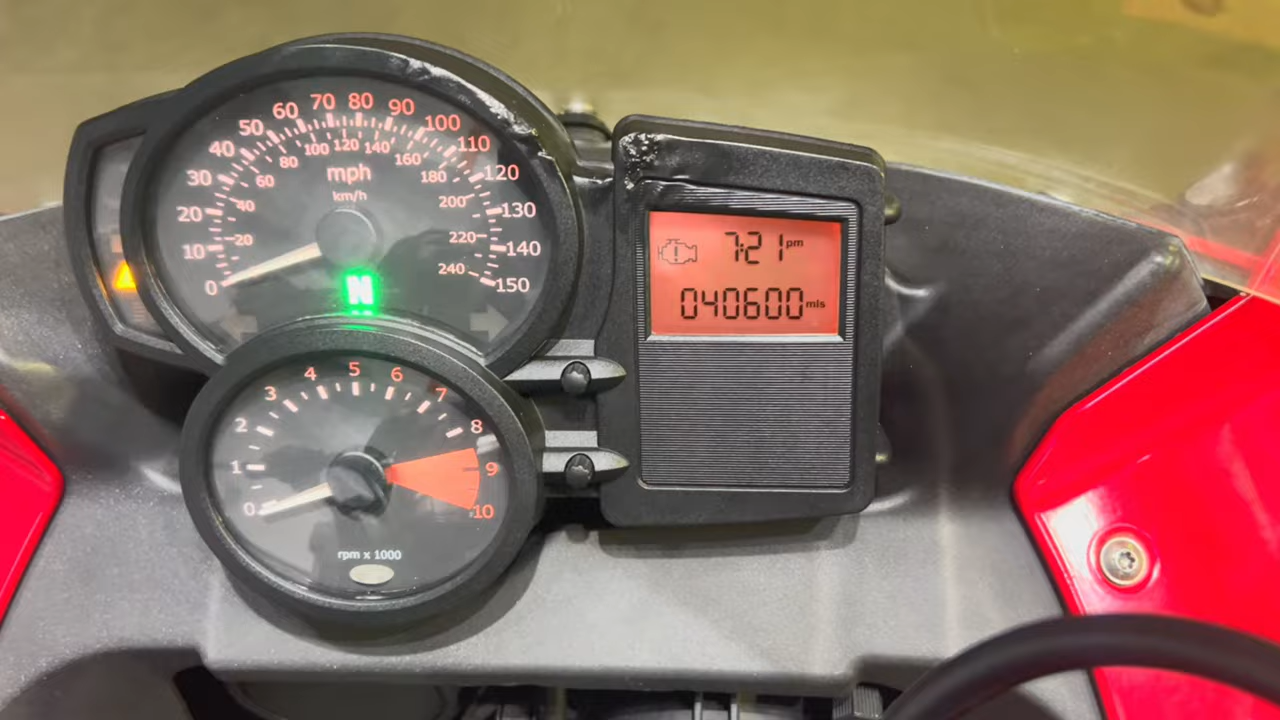 0 10 20 30 40 50 60 70 80 90 100 110 120 130 140 150
20 40 60 80 100 120 140 160 180 200 220 240
mph
km/h
N
7:21 pm
040600 mls
0 1 2 3 4 5 6 7 8 9 10
rpm x 1000